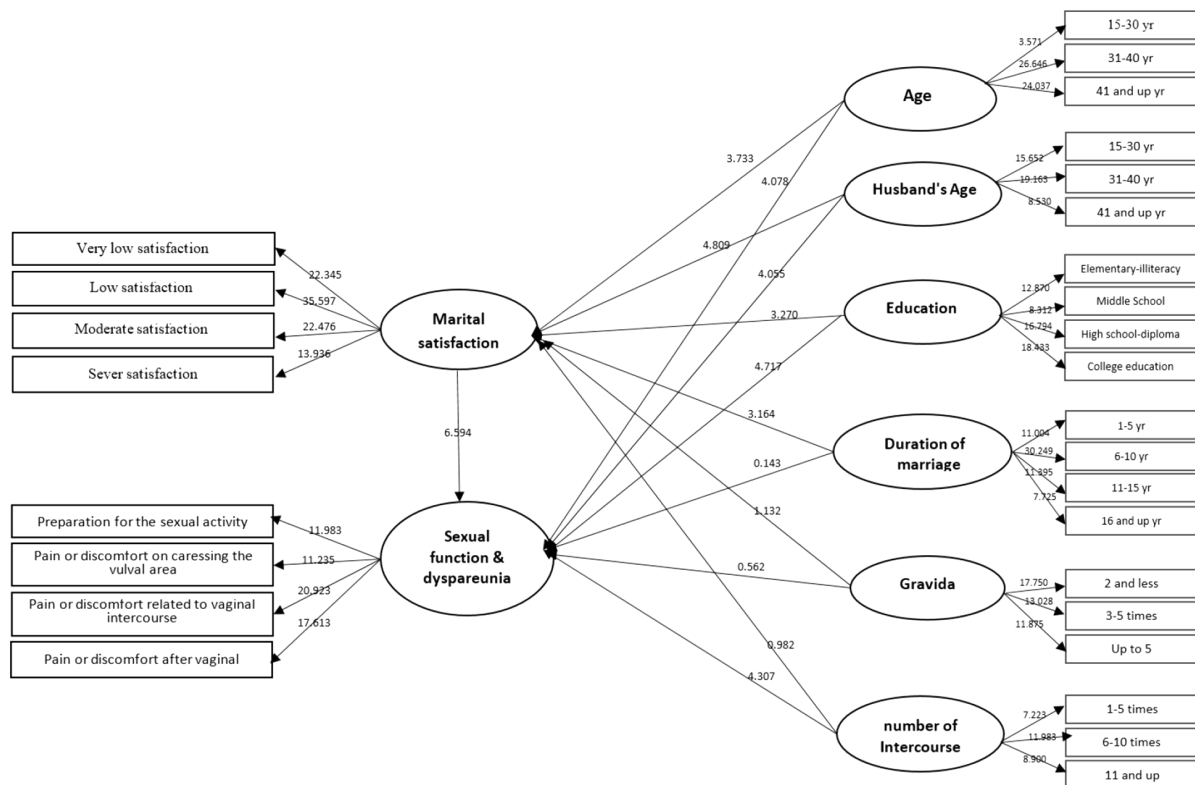 15-30 yr
3.571
26.646
31-40 yr
24.037
41 and up yr
Age
15-30 yr
15.652
19.163
31-40 yr
8.530
41 and up yr
Husband's Age
3.733
4.078
4.809
4.055
Elementary-illiteracy
12.870
Middle School
8.312
High school-diploma
16.794
18.433
College education
Education
3.270
4.717
Very low satisfaction
22.345
Low satisfaction
35.597
Moderate satisfaction
22.476
13.936
Sever satisfaction
Marital
satisfaction
6.594
3.164
0.143
Duration of
marriage
1-5 yr
11.004
30.249
6-10 yr
11.395
11-15 yr
7.725
16 and up yr
Preparation for the sexual activity
11.983
Pain or discomfort on caressing the
vulval area
11.235
Pain or discomfort related to vaginal
intercourse
20.923
17.613
Pain or discomfort after vaginal
Sexual
function &
dyspareunia
1.132
0.562
Gravida
17.750
2 and less
13.028
3-5 times
11.875
Up to 5
0.982
4.307
number of
Intercourse
1-5 times
7.223
11.983
6-10 times
8.900
11 and up